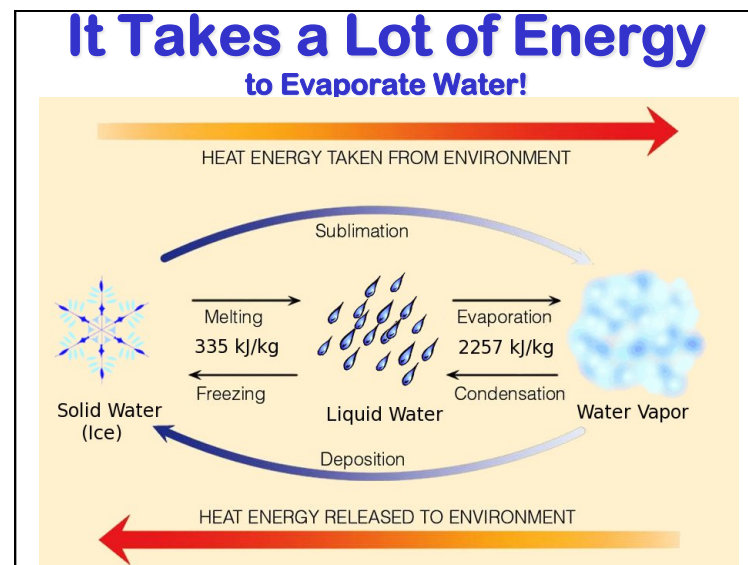 It Takes a Lot of Energy
to Evaporate Water!
HEAT ENERGY TAKEN FROM ENVIRONMENT
Sublimation
Melting
335 kJ/kg
Freezing
Evaporation
2257 kJ/kg
Condensation
Solid Water
(Ice)
Liquid Water
Water Vapor
Deposition
HEAT ENERGY RELEASED TO ENVIRONMENT